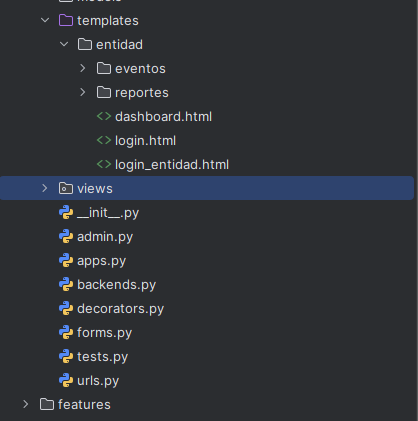 models
templates
entidad
eventos
reportes
dashboard.html
login.html
login_entidad.html
views
__init__.py
admin.py
apps.py
backends.py
decorators.py
forms.py
tests.py
urls.py
features